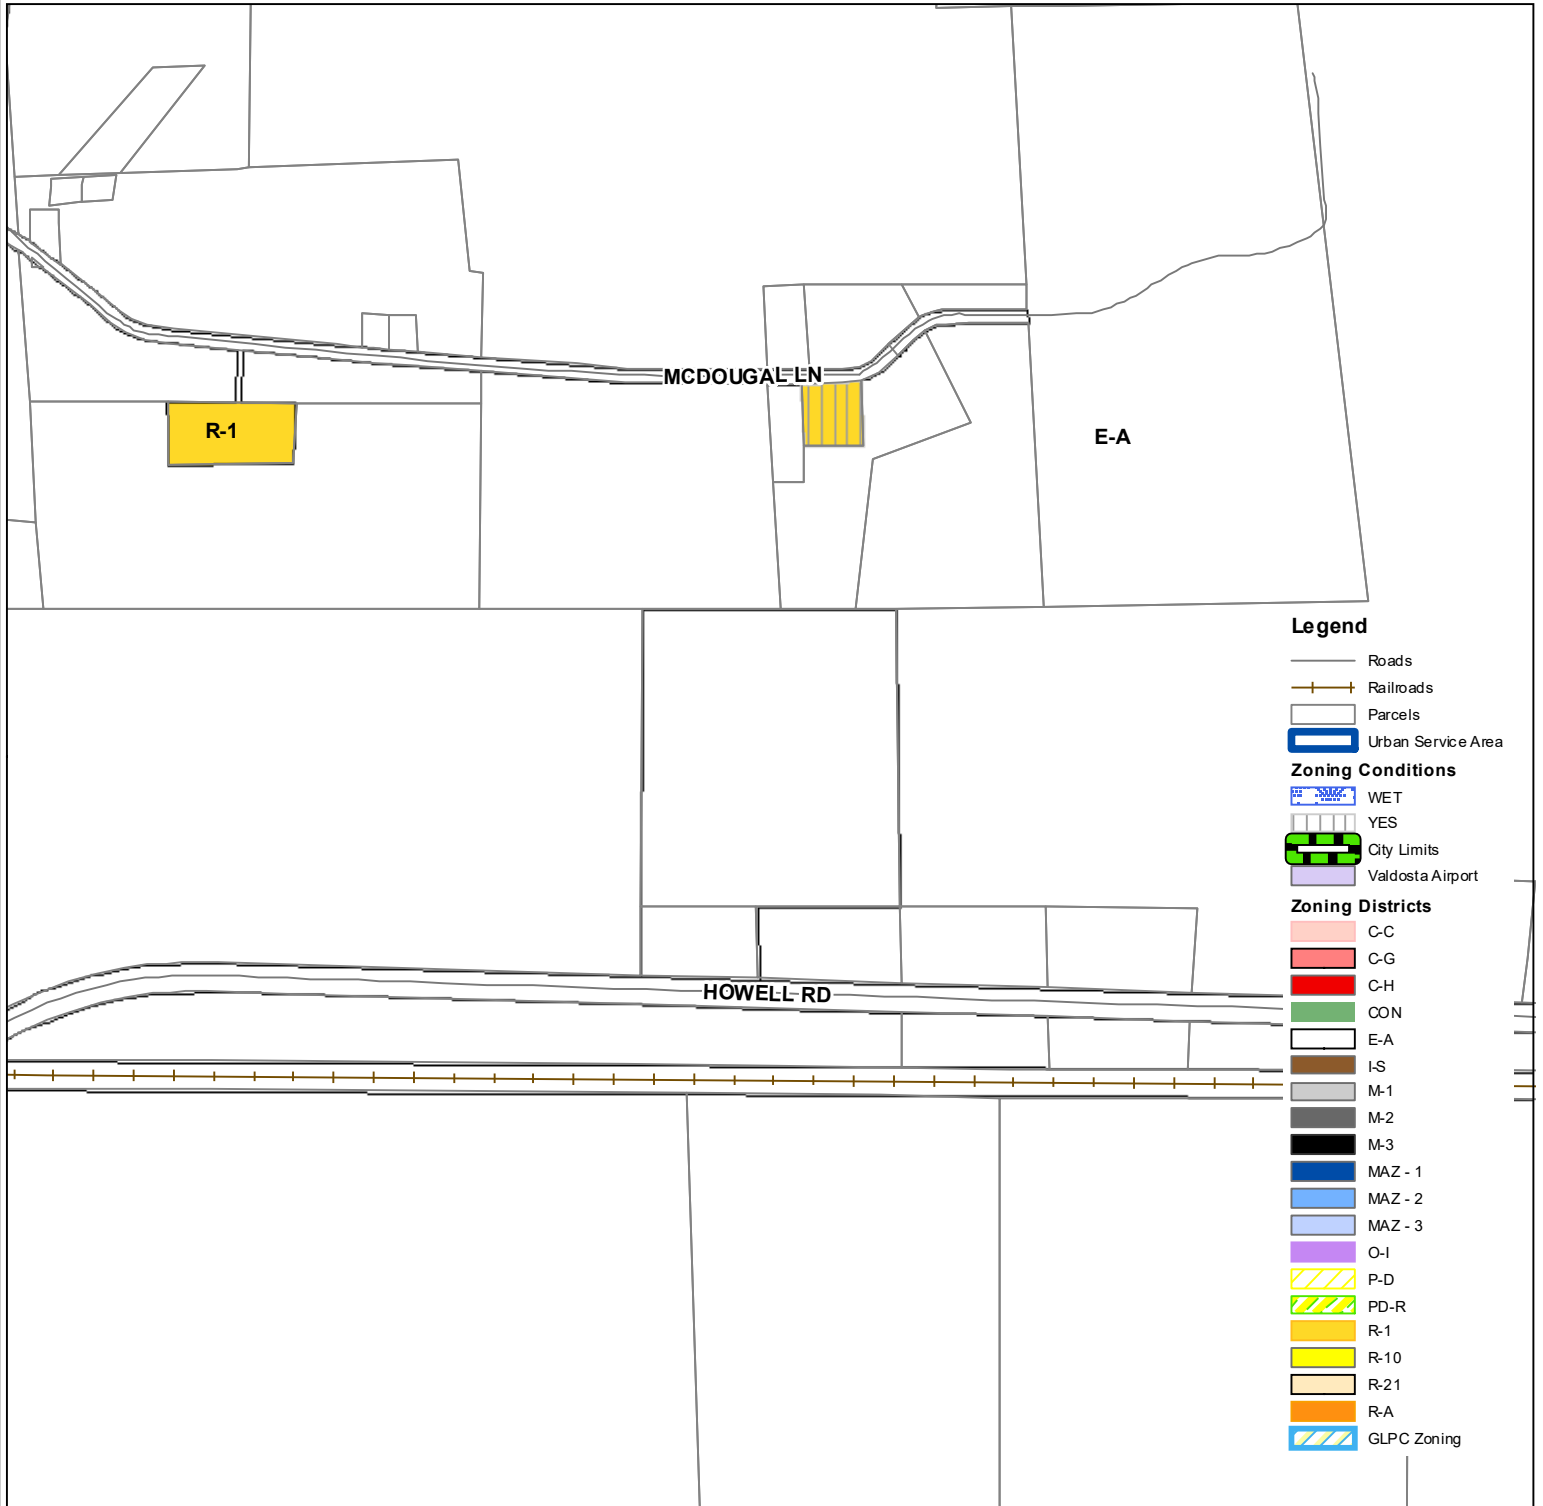 MCDOUGAL LN
R-1
E-A
HOWELL RD
Legend
Roads
Railroads
Parcels
Urban Service Area
Zoning Conditions
WET
YES
City Limits
Valdosta Airport
Zoning Districts
C-C
C-G
C-H
CON
E-A
I-S
M-1
M-2
M-3
MAZ - 1
MAZ - 2
MAZ - 3
O-I
P-D
PD-R
R-1
R-10
R-21
R-A
GLPC Zoning